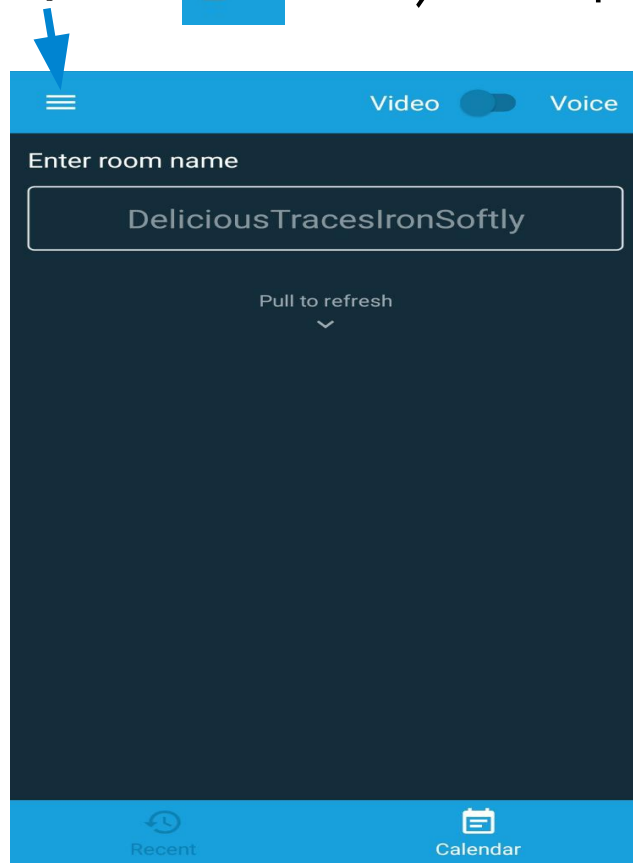 Video Voice
Enter room name
DeliciousTracesIronSoftly
Pull to refresh
Recent Calendar